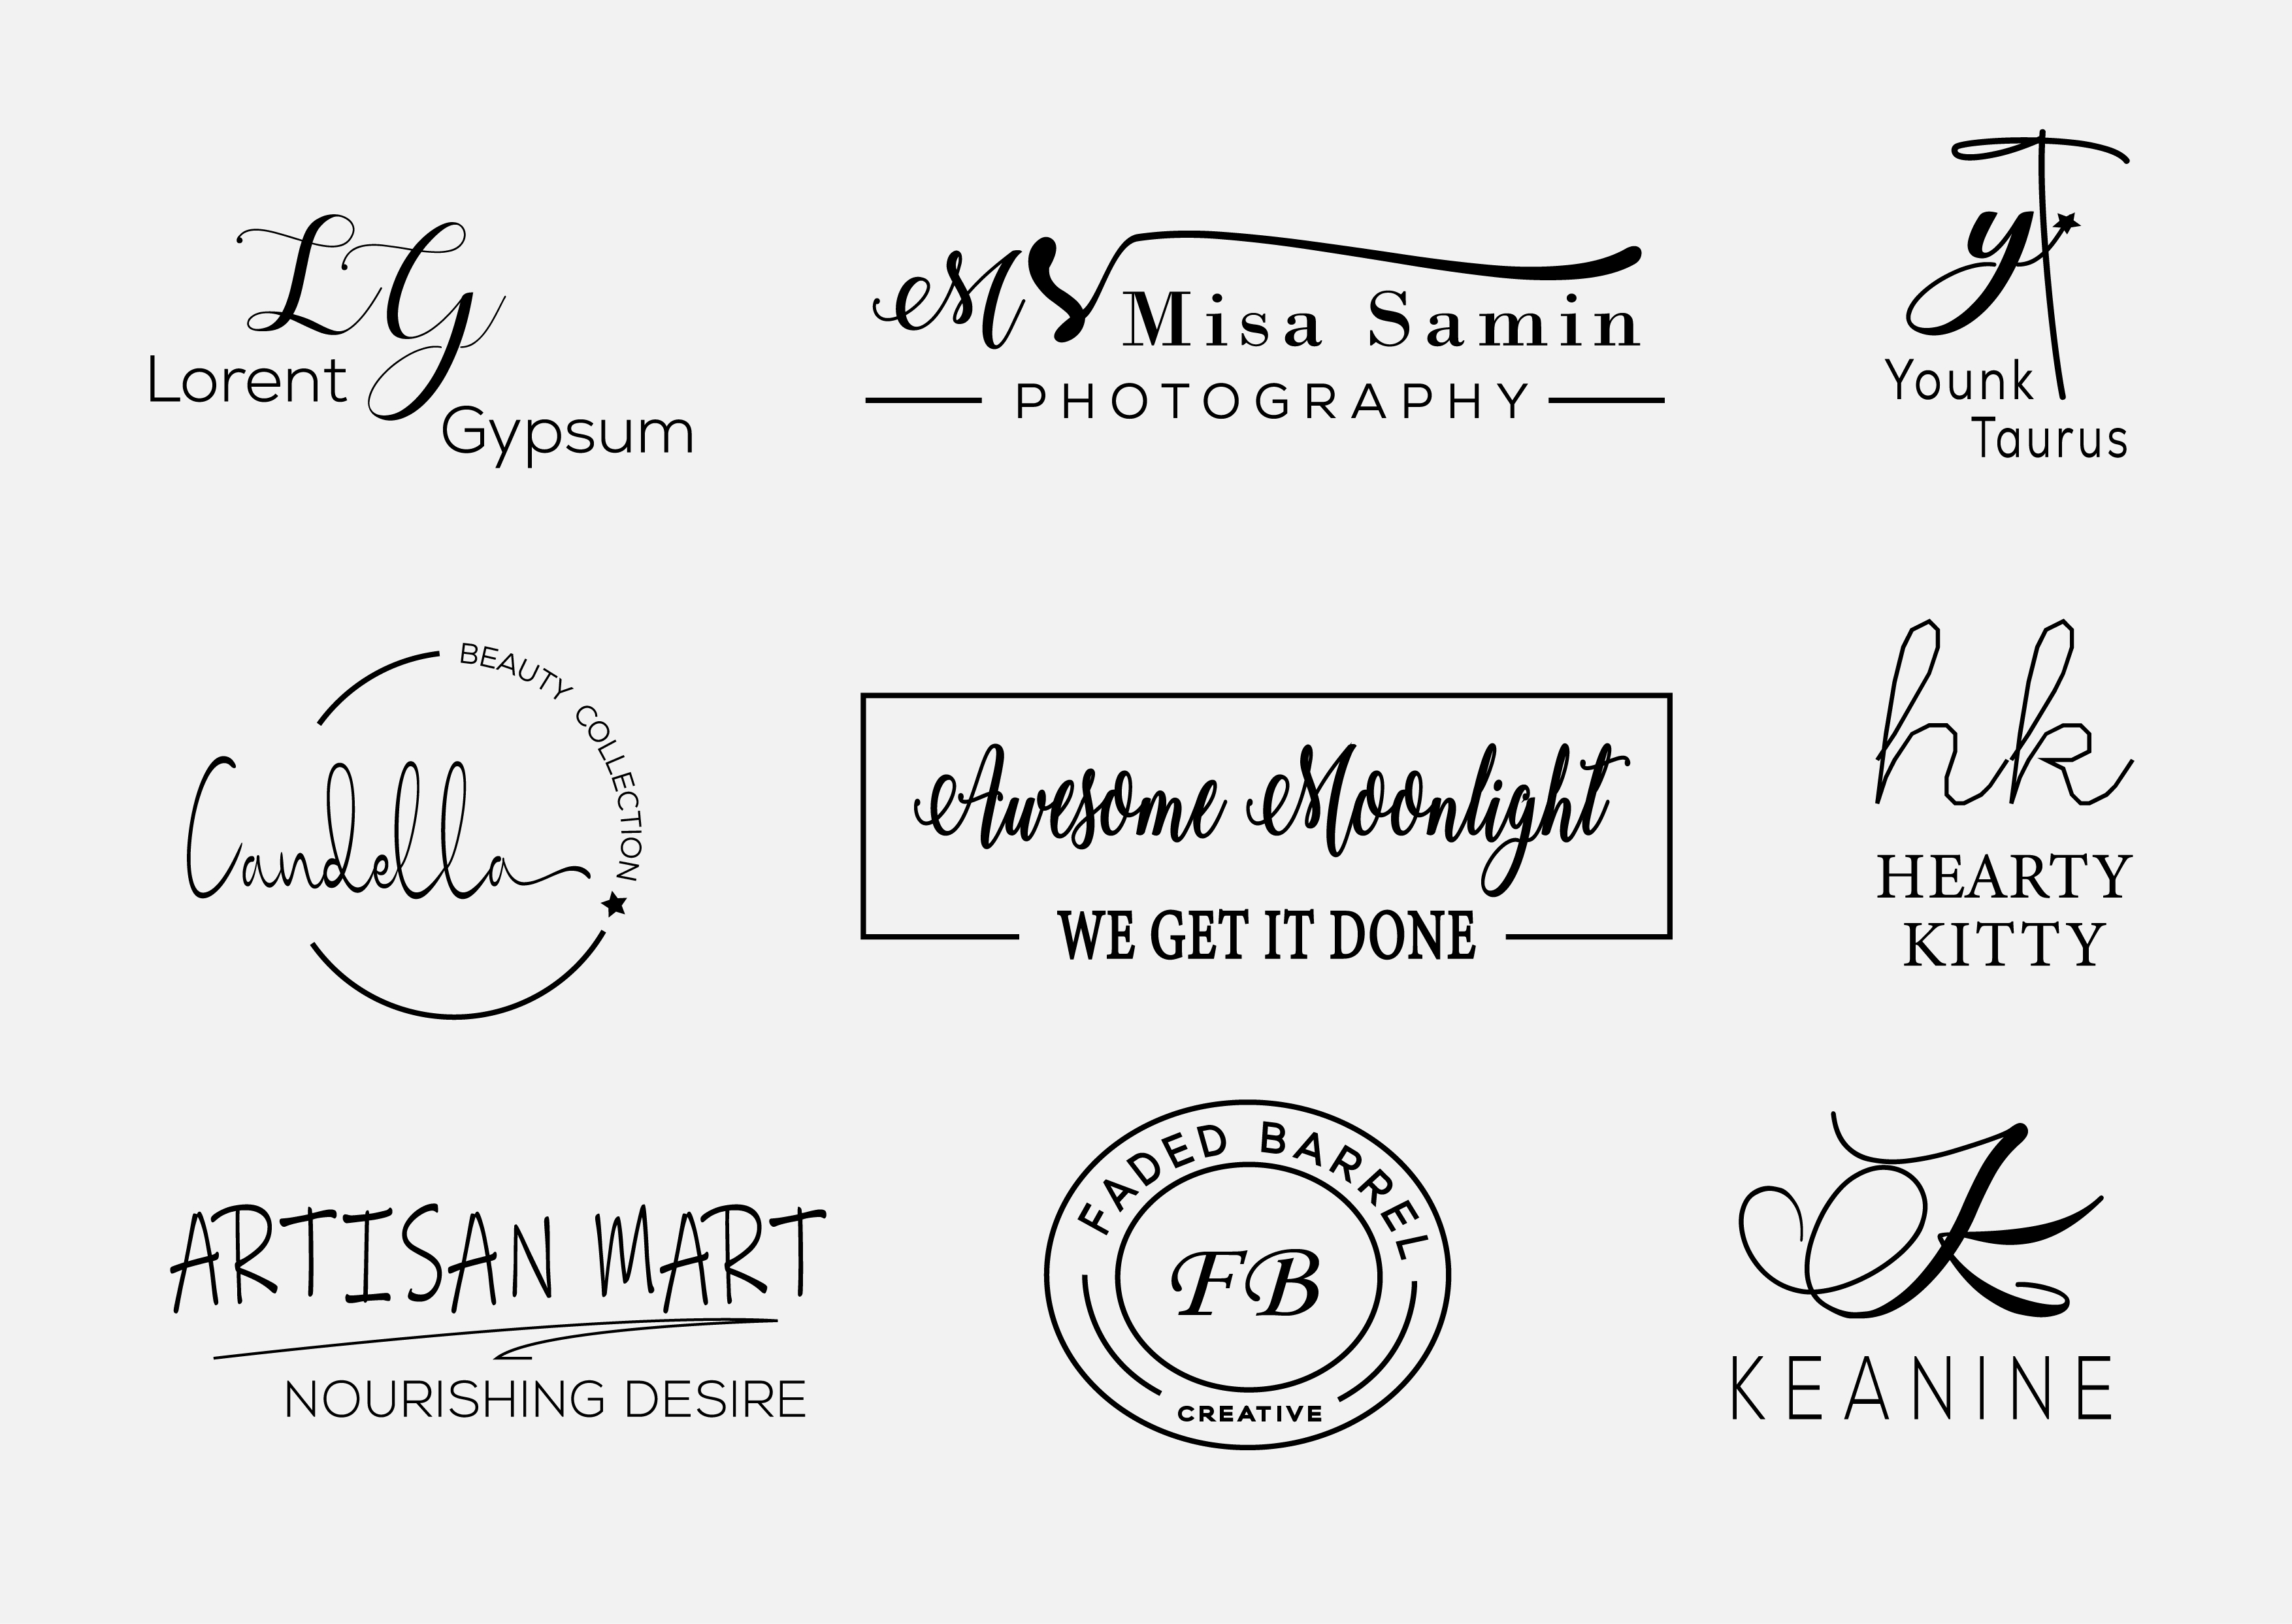 LG
Lorent
Gypsum
MS
Misa Samin
PHOTOGRAPHY
yT
Younk
Taurus
BEAUTY COLLECTION
Candella
Awesome Moonlight
WE GET IT DONE
hk
HEARTY
KITTY
ARTISAN MART
NOURISHING DESIRE
FADED BARREL
FB
CREATIVE
K
KEANINE